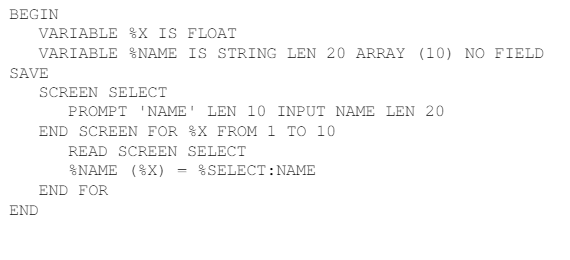 BEGIN
VARIABLE %X IS FLOAT
VARIABLE %NAME IS STRING LEN 20 ARRAY (10) NO FIELD
SAVE
SCREEN SELECT
PROMPT 'NAME' LEN 10 INPUT NAME LEN 20
END SCREEN FOR %X FROM 1 TO 10
READ SCREEN SELECT
%NAME (%X) = %SELECT:NAME
END FOR
END